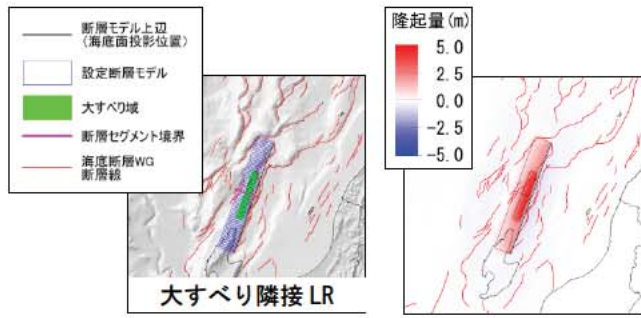 断層モデル上辺
(海底面投影位置)
設定断層モデル
大すべり域
断層セグメント境界
海底断層WG
断層線
大すべり隣接LR
隆起量(m)
5.0
2.5
0.0
-2.5
-5.0